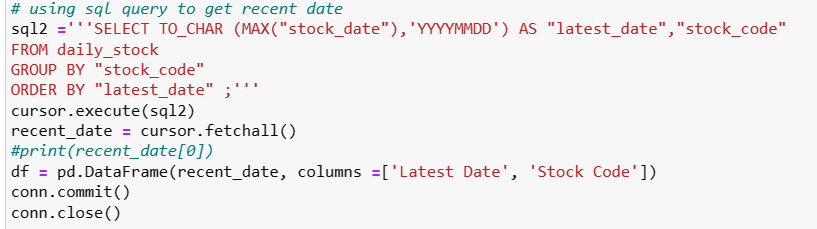 # using sql query to get recent date
sql2 ='''SELECT TO_CHAR (MAX("stock_date"),'YYYYMMDD') AS "latest_date","stock_code"
FROM daily_stock
GROUP BY "stock_code"
ORDER BY "latest_date" ;'''
cursor.execute(sql2)
recent_date = cursor.fetchall()
#print(recent_date[0])
df = pd.DataFrame(recent_date, columns =['Latest Date', 'Stock Code'])
conn.commit()
conn.close()